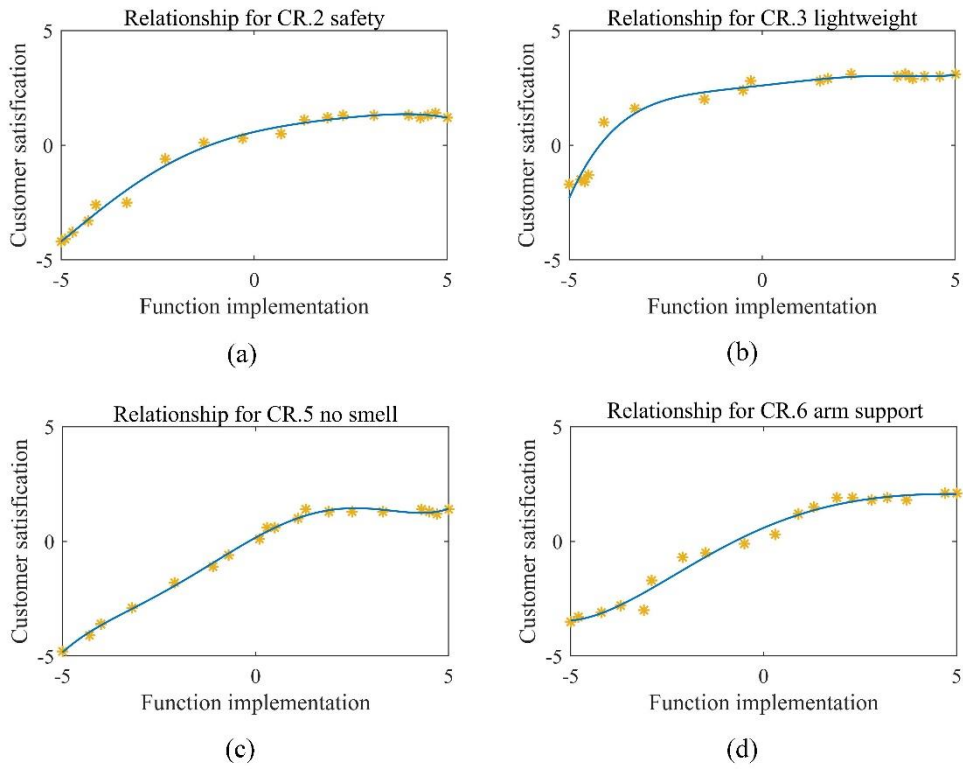 Relationship for CR.2 safety
5
0
-5
Customer satisfication
-5 0 5
Function implementation
(a)
Relationship for CR.3 lightweight
5
0
-5
Customer satisfication
-5 0 5
Function implementation
(b)
Relationship for CR.5 no smell
5
0
-5
Customer satisfication
-5 0 5
Function implementation
(c)
Relationship for CR.6 arm support
5
0
-5
Customer satisfication
-5 0 5
Function implementation
(d)